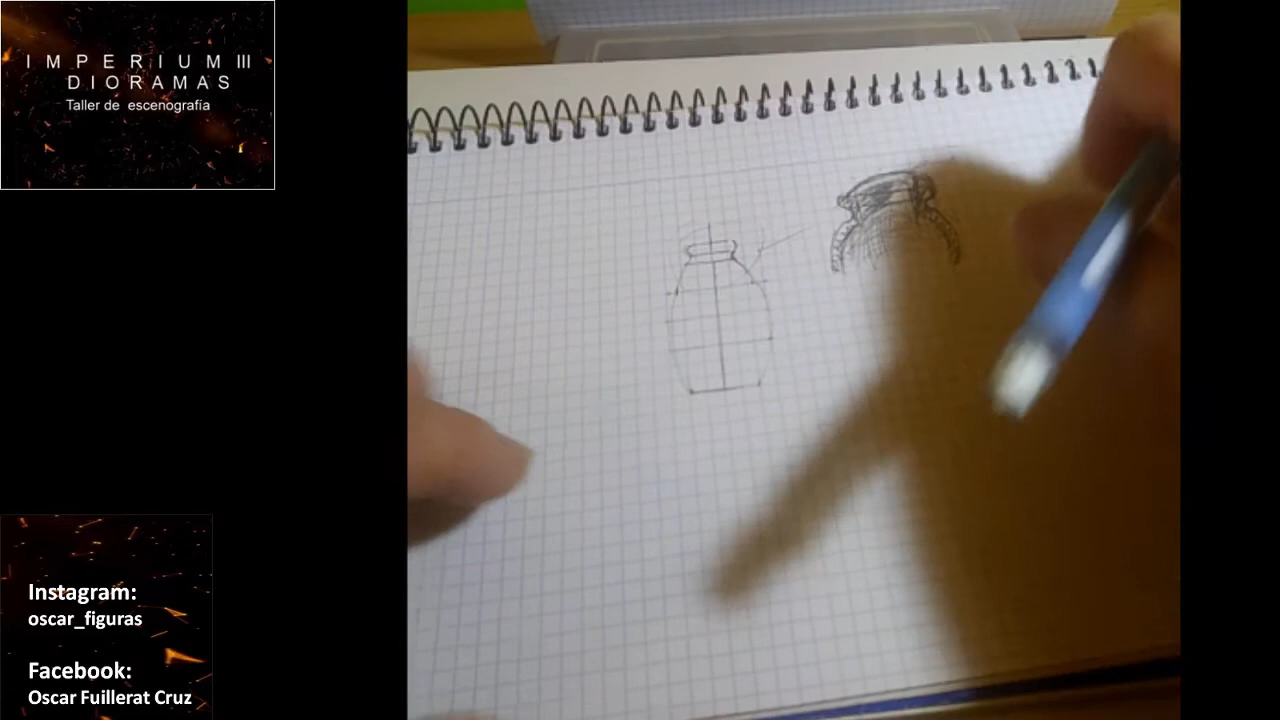 IMPERIUM III
DIORAMAS
Taller de escenografía
Instagram:
oscar_figuras
Facebook:
Oscar Fuillerat Cruz